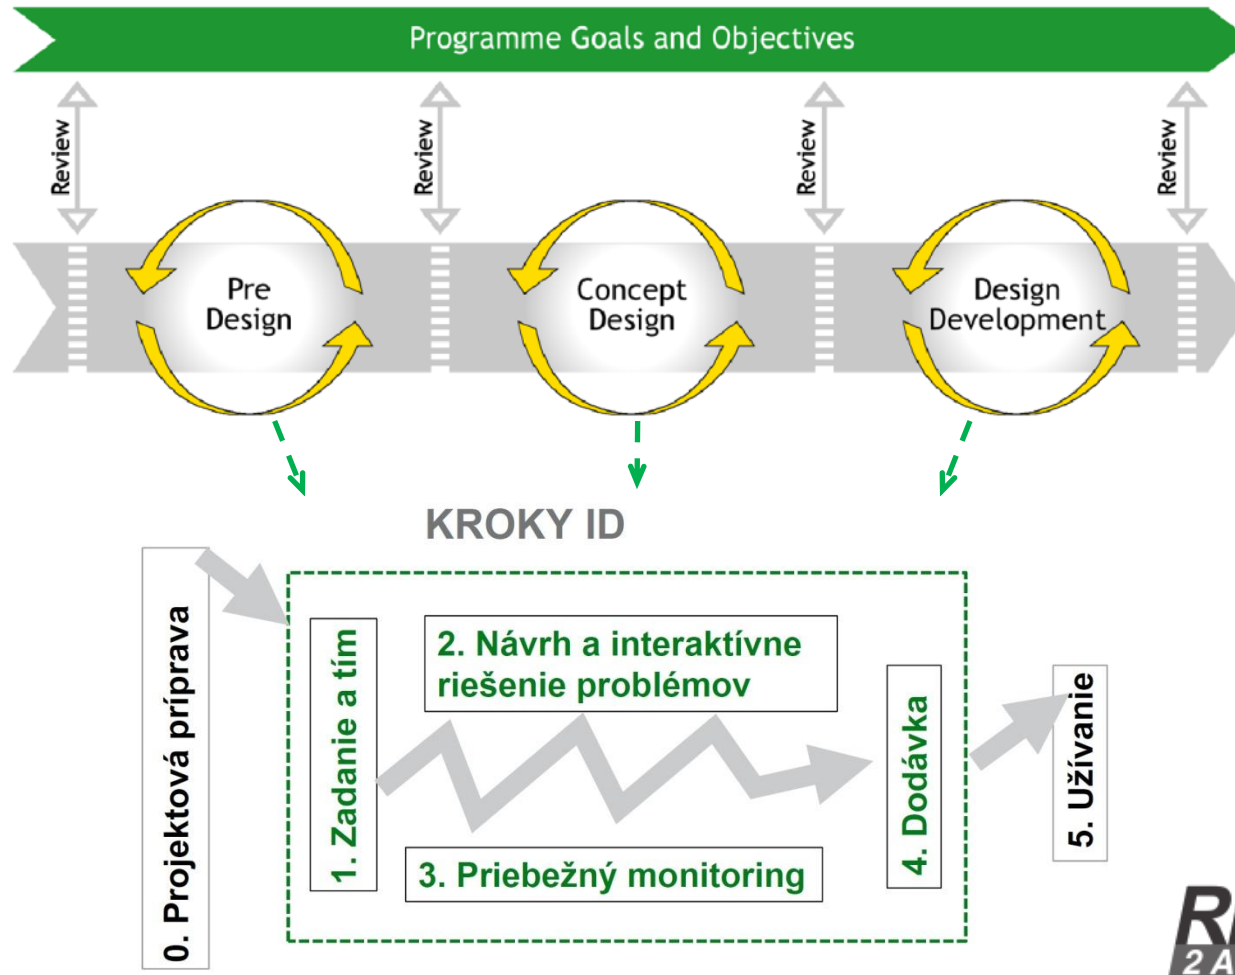 Programme Goals and Objectives
Review
Review
Review
Review
Pre
Design
Concept
Design
Design
Development
KROKY ID
0. Projektová príprava
1. Zadanie a tím
2. Návrh a interaktívne
riešenie problémov
3. Priebežný monitoring
4. Dodávka
5. Užívanie
2 A